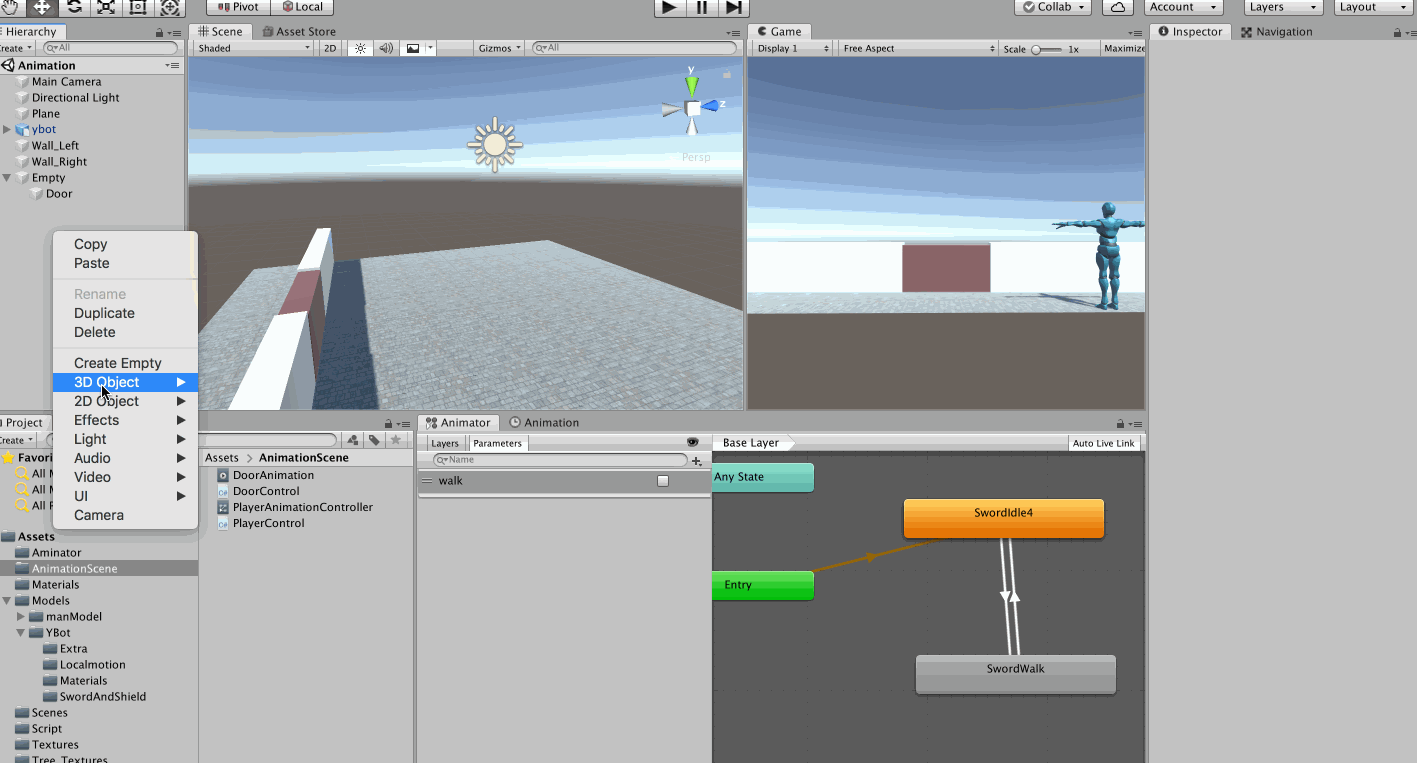 Pivot
Local
Collab
Account
Layers
Layout
Hierarchy
Scene
Asset Store
Game
Inspector
Navigation
All
Shaded
2D
Gizmos
All
Display 1
Free Aspect
Scale
1x
Maximize
Animation
Main Camera
Directional Light
Plane
ybot
Wall_Left
Wall_Right
Empty
Door
y
z
Persp
Copy
Paste
Rename
Duplicate
Delete
Create Empty
3D Object
2D Object
Effects
Light
Audio
Video
UI
Camera
Project
Favori
All
All
All
Assets
Aminator
AnimationScene
Materials
Models
manModel
YBot
Extra
Localmotion
Materials
SwordAndShield
Scenes
Script
Textures
Tree_Textures
Assets
AnimationScene
DoorAnimation
DoorControl
PlayerAnimationController
PlayerControl
Animator
Animation
Layers
Parameters
Base Layer
Auto Live Link
Name
walk
Any State
SwordIdle4
Entry
SwordWalk